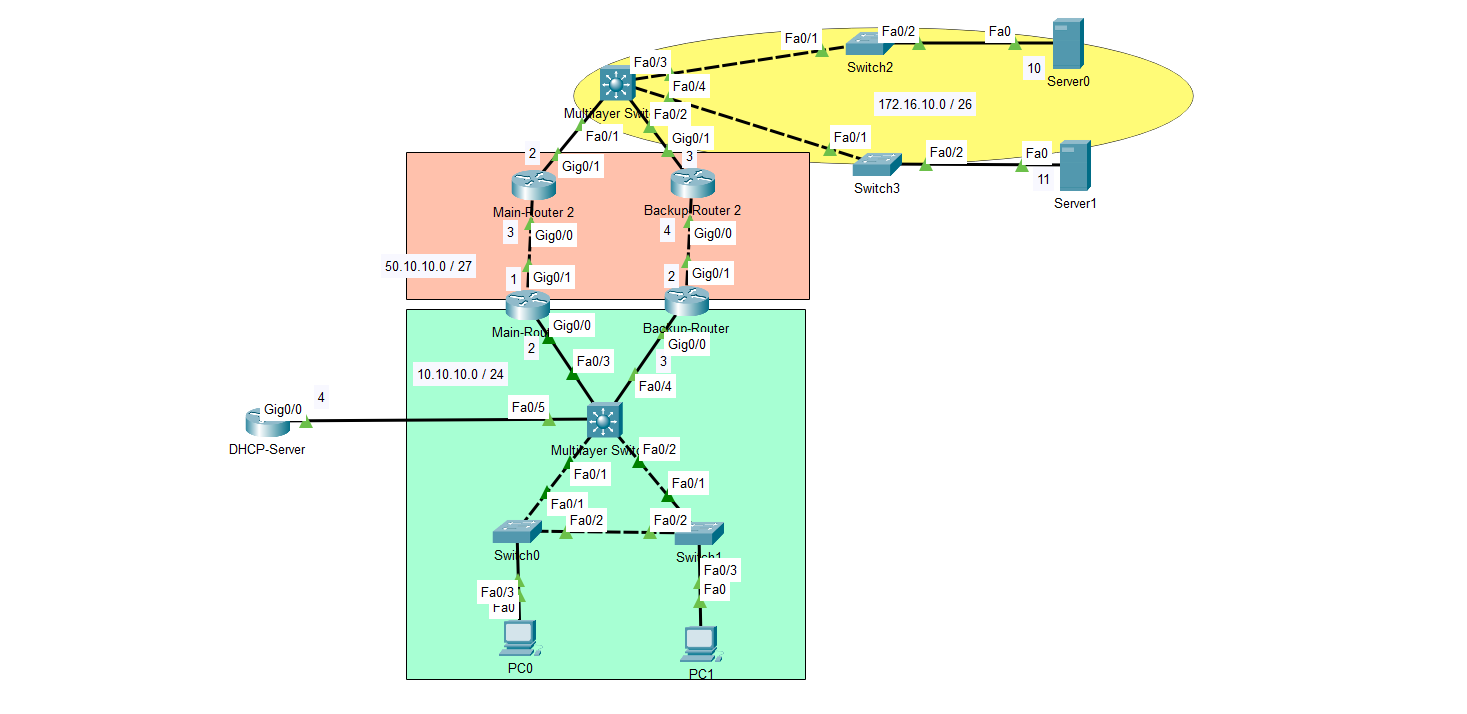 Fa0/1
Fa0/2
Fa0
Switch2
10
Server0
Fa0/3
Fa0/4
172.16.10.0 / 26
Multilayer Swit
Fa0/2
Fa0/1
Gig0/1
Fa0/1
Fa0/2
Fa0
Switch3
11
Server1
2
Gig0/1
3
Main-Router 2
Backup-Router 2
3
Gig0/0
4
Gig0/0
50.10.10.0 / 27
1
Gig0/1
2
Gig0/1
Main-Rout
Gig0/0
Backup-Router
2
Gig0/0
3
Fa0/3
10.10.10.0 / 24
Fa0/4
4
Gig0/0
Fa0/5
DHCP-Server
Multilayer Switc
Fa0/2
Fa0/1
Fa0/1
Fa0/1
Fa0/2
Fa0/2
Switch0
Switch1
Fa0/3
Fa0
Fa0/3
Fa0
PC0
PC1